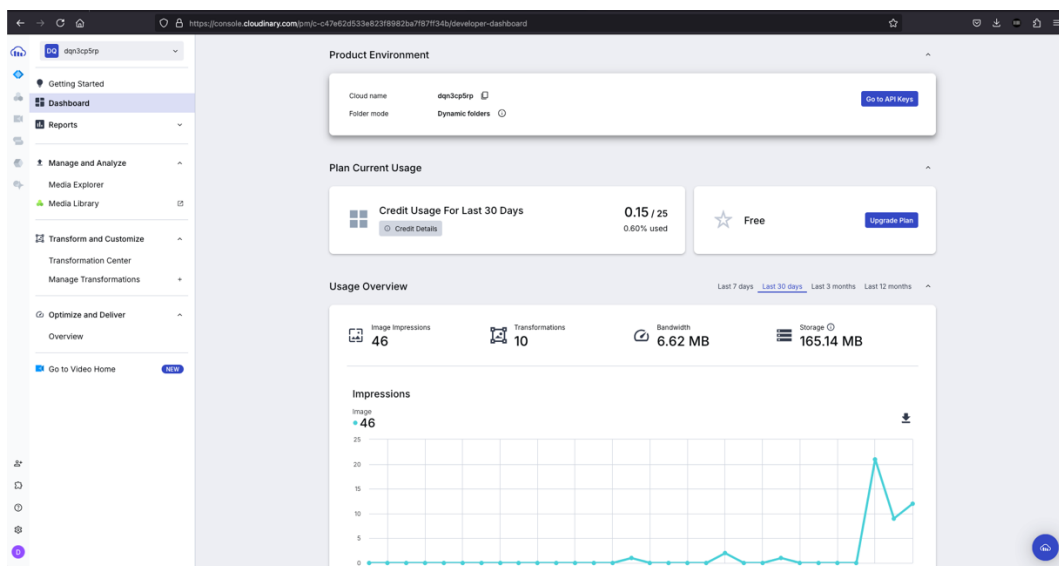 https://console.cloudinary.com/pm/c-c47e62d533e823f8982ba7f87ff34b/developer-dashboard
DQ dqn3cp5rp
Getting Started
Dashboard
Reports
Manage and Analyze
Media Explorer
Media Library
Transform and Customize
Transformation Center
Manage Transformations +
Optimize and Deliver
Overview
Go to Video Home NEW
D
Product Environment
Cloud name dqn3cp5rp
Go to API Keys
Folder mode Dynamic folders
Plan Current Usage
Credit Usage For Last 30 Days 0.15 / 25
Credit Details 0.60% used
Free Upgrade Plan
Usage Overview Last 7 days Last 30 days Last 3 months Last 12 months
Image Impressions 46
Transformations 10
Bandwidth 6.62 MB
Storage 165.14 MB
Impressions
Image
46
25
20
15
10
5
0